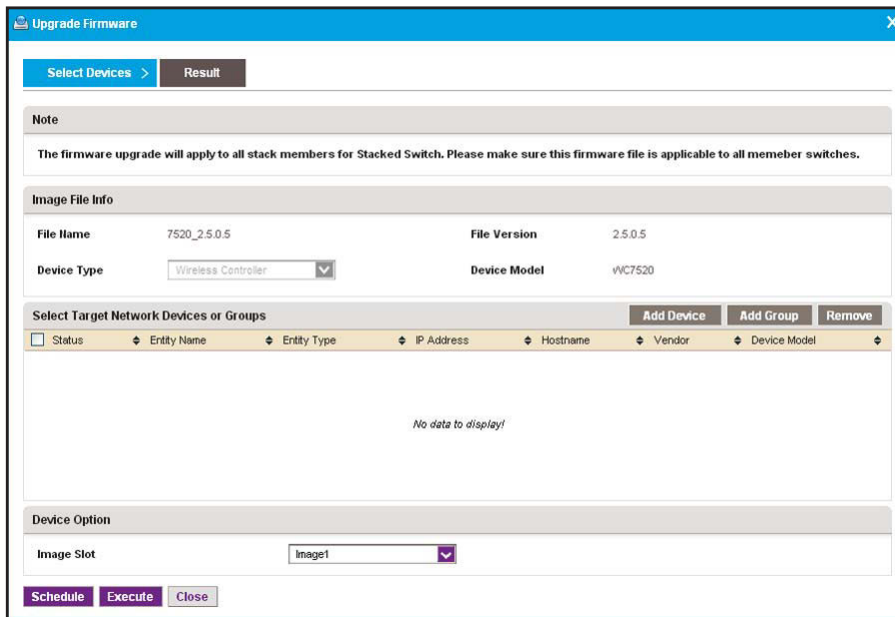 Upgrade Firmware X
Select Devices > Result
Note
The firmware upgrade will apply to all stack members for Stacked Switch. Please make sure this firmware file is applicable to all memeber switches.
Image File Info
File Name 7520_2.5.0.5 File Version 2.5.0.5
Device Type Wireless Controller Device Model WC7520
Select Target Network Devices or Groups Add Device Add Group Remove
Status Entity Name Entity Type IP Address Hostname Vendor Device Model
No data to display!
Device Option
Image Slot Image1
Schedule Execute Close